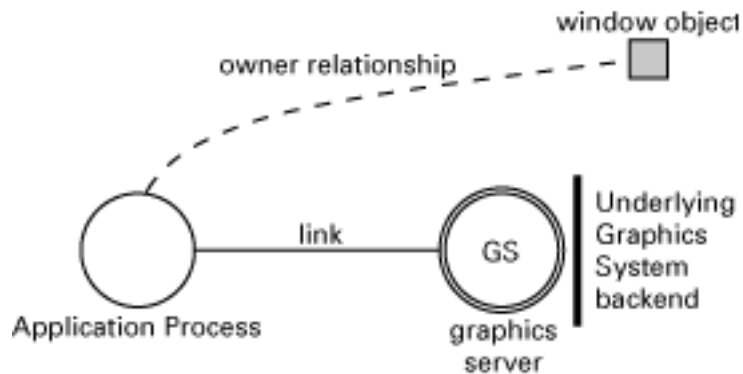 window object
owner relationship
link
GS
Underlying
Graphics
System
backend
Application Process
graphics
server